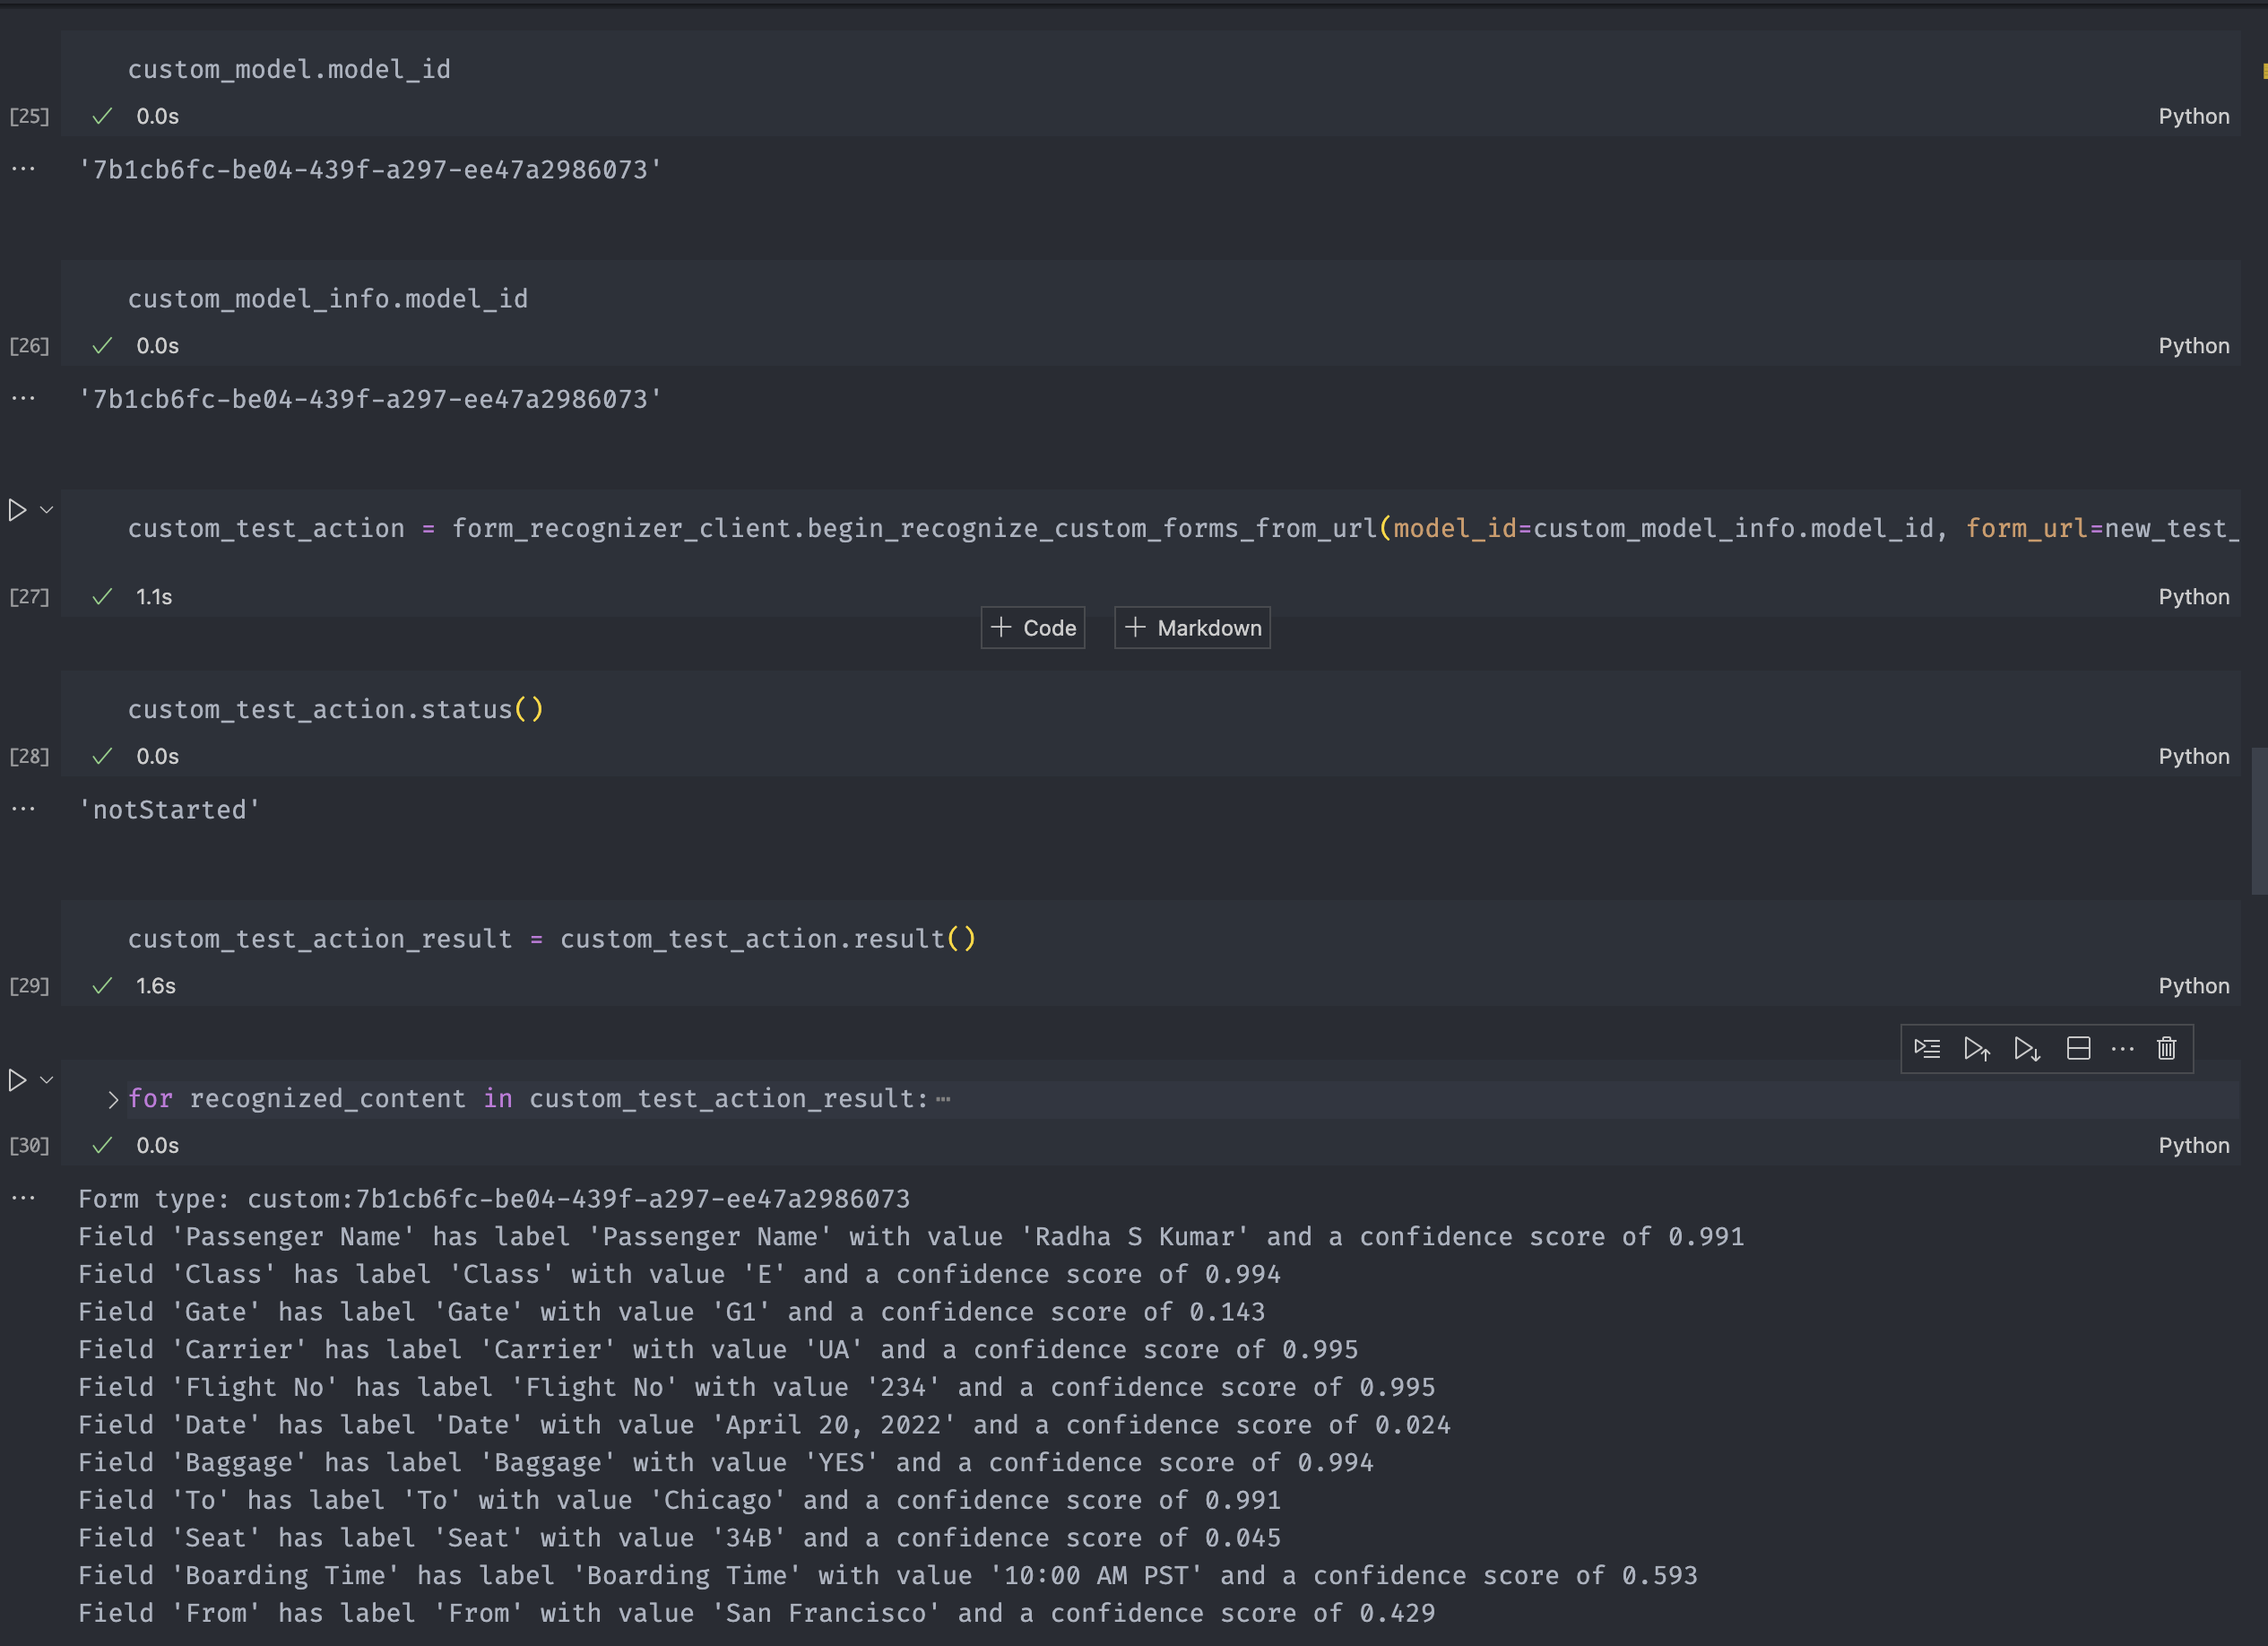 custom_model.model_id
[25] ✓ 0.0s Python
... '7b1cb6fc-be04-439f-a297-ee47a2986073'
custom_model_info.model_id
[26] ✓ 0.0s Python
... '7b1cb6fc-be04-439f-a297-ee47a2986073'
custom_test_action = form_recognizer_client.begin_recognize_custom_forms_from_url(model_id=custom_model_info.model_id, form_url=new_test_
[27] ✓ 1.1s Python
+ Code + Markdown
custom_test_action.status()
[28] ✓ 0.0s Python
... 'notStarted'
custom_test_action_result = custom_test_action.result()
[29] ✓ 1.6s Python
for recognized_content in custom_test_action_result:…
[30] ✓ 0.0s Python
... Form type: custom:7b1cb6fc-be04-439f-a297-ee47a2986073
Field 'Passenger Name' has label 'Passenger Name' with value 'Radha S Kumar' and a confidence score of 0.991
Field 'Class' has label 'Class' with value 'E' and a confidence score of 0.994
Field 'Gate' has label 'Gate' with value 'G1' and a confidence score of 0.143
Field 'Carrier' has label 'Carrier' with value 'UA' and a confidence score of 0.995
Field 'Flight No' has label 'Flight No' with value '234' and a confidence score of 0.995
Field 'Date' has label 'Date' with value 'April 20, 2022' and a confidence score of 0.024
Field 'Baggage' has label 'Baggage' with value 'YES' and a confidence score of 0.994
Field 'To' has label 'To' with value 'Chicago' and a confidence score of 0.991
Field 'Seat' has label 'Seat' with value '34B' and a confidence score of 0.045
Field 'Boarding Time' has label 'Boarding Time' with value '10:00 AM PST' and a confidence score of 0.593
Field 'From' has label 'From' with value 'San Francisco' and a confidence score of 0.429